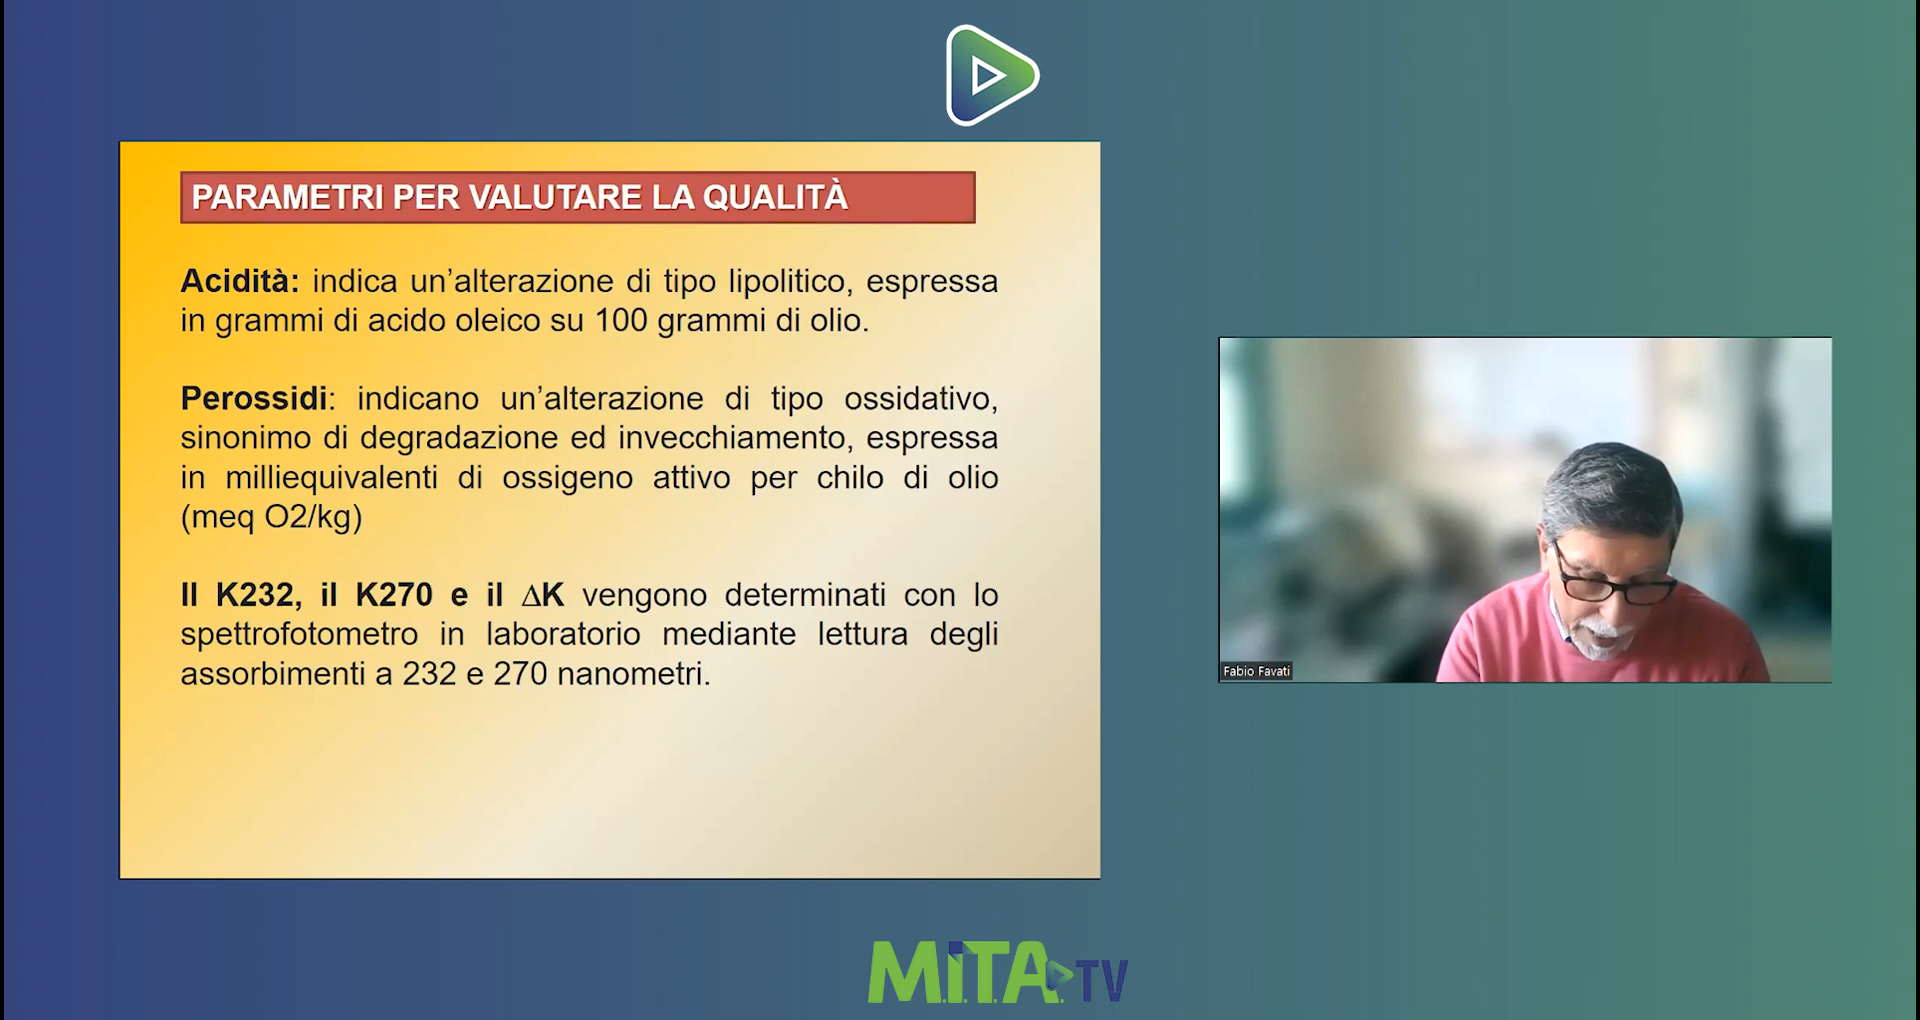 PARAMETRI PER VALUTARE LA QUALITÀ
Acidità: indica un’alterazione di tipo lipolitico, espressa
in grammi di acido oleico su 100 grammi di olio.
Perossidi: indicano un’alterazione di tipo ossidativo,
sinonimo di degradazione ed invecchiamento, espressa
in milliequivalenti di ossigeno attivo per chilo di olio
(meq O2/kg)
Il K232, il K270 e il ∆K vengono determinati con lo
spettrofotometro in laboratorio mediante lettura degli
assorbimenti a 232 e 270 nanometri.
Fabio Favati
M.I.T.A. TV